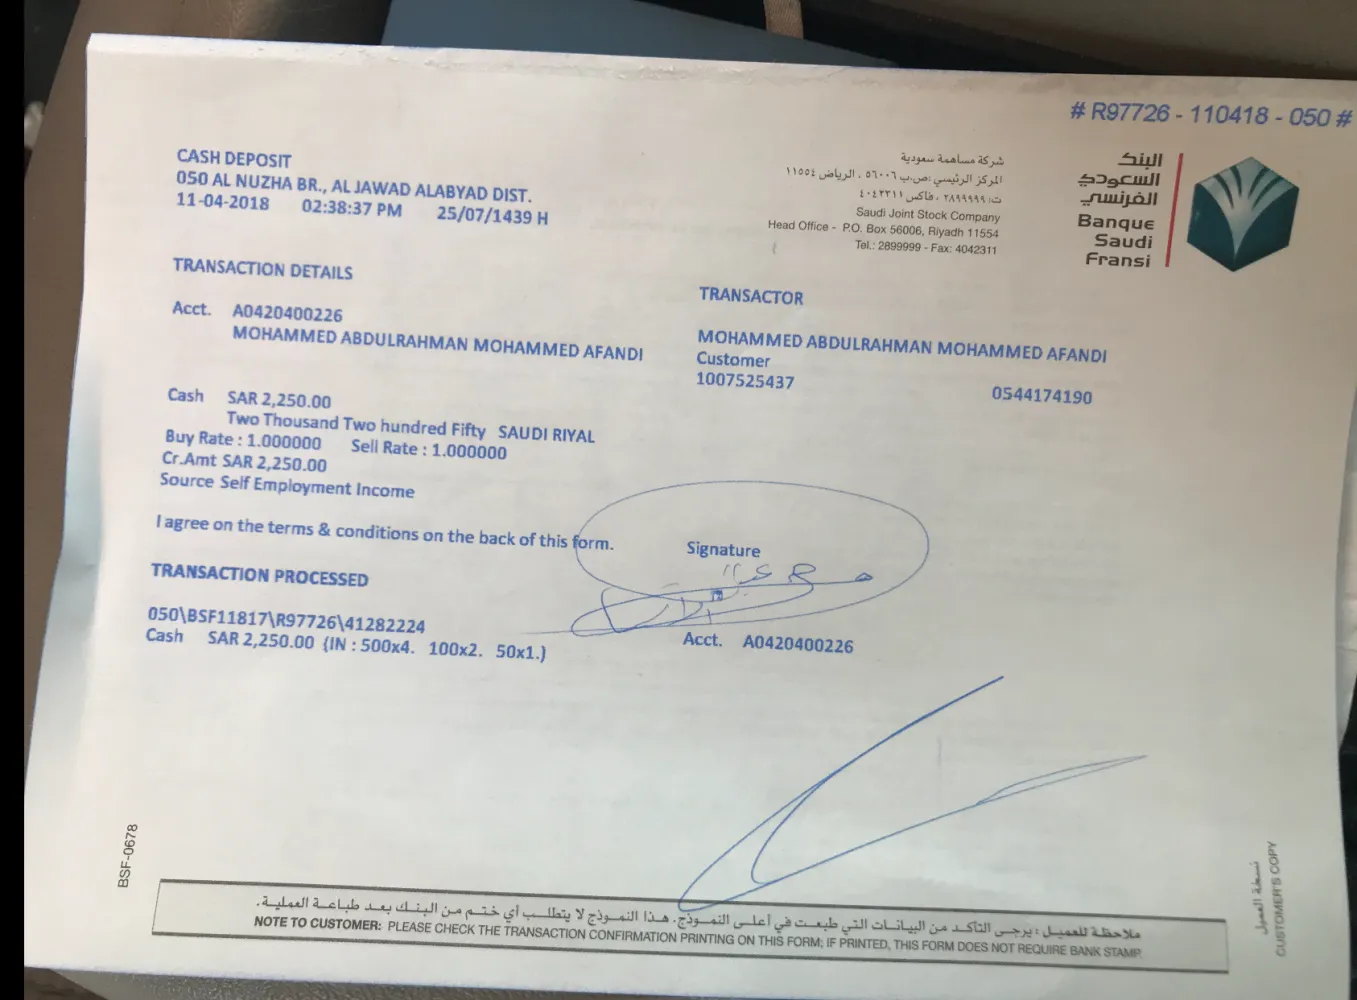 # R97726 - 110418 - 050 #
CASH DEPOSIT
050 AL NUZHA BR., AL JAWAD ALABYAD DIST.
11-04-2018 02:38:37 PM 25/07/1439 H
شركة مساهمة سعودية
المركز الرئيسي :ص.ب ٥٦٠٠٦ . الرياض ١١٥٥٤
ت: ٢٨٩٩٩٩٩ ، فاكس ٤٠٤٢٣١١
Saudi Joint Stock Company
Head Office - P.O. Box 56006, Riyadh 11554
Tel.: 2899999 - Fax: 4042311
البنك
السعودي
الفرنسي
Banque
Saudi
Fransi
TRANSACTION DETAILS
Acct. A0420400226
MOHAMMED ABDULRAHMAN MOHAMMED AFANDI
TRANSACTOR
MOHAMMED ABDULRAHMAN MOHAMMED AFANDI
Customer
1007525437 0544174190
Cash SAR 2,250.00
Two Thousand Two hundred Fifty SAUDI RIYAL
Buy Rate : 1.000000 Sell Rate : 1.000000
Cr.Amt SAR 2,250.00
Source Self Employment Income
I agree on the terms & conditions on the back of this form.
Signature
TRANSACTION PROCESSED
050\BSF11817\R97726\41282224
Cash SAR 2,250.00 {IN : 500x4. 100x2. 50x1.}
Acct. A0420400226
BSF-0678
نسخة العميل
CUSTOMER'S COPY
ملاحظة للعميل : يرجى التأكد من البيانات التي طبعت في أعلى النموذج. هذا النموذج لا يتطلب أي ختم من البنك بعد طباعة العملية.
NOTE TO CUSTOMER: PLEASE CHECK THE TRANSACTION CONFIRMATION PRINTING ON THIS FORM; IF PRINTED, THIS FORM DOES NOT REQUIRE BANK STAMP.